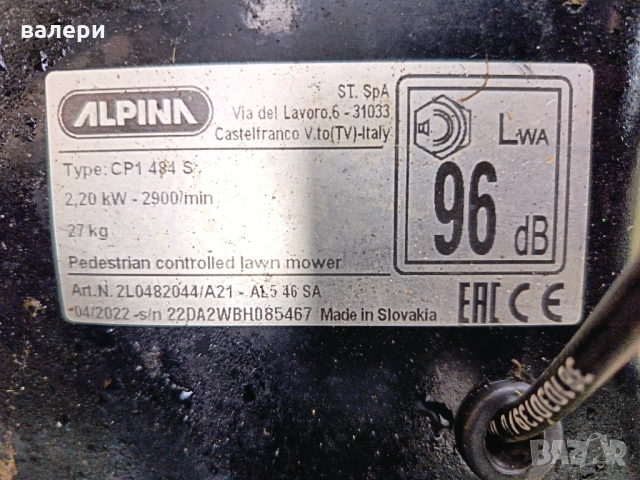 валери
ALPINA
ST. SpA
Via del Lavoro,6 - 31033
Castelfranco V.to(TV)-Italy
Type: CP1 484 S
2,20 kW - 2900/min
27 kg
Pedestrian controlled lawn mower
Art.N. 2L0482044/A21 - AL5 46 SA
04/2022 -s/n 22DA2WBH085467 Made in Slovakia
LWA
96 dB
EAC CE
BAZAR